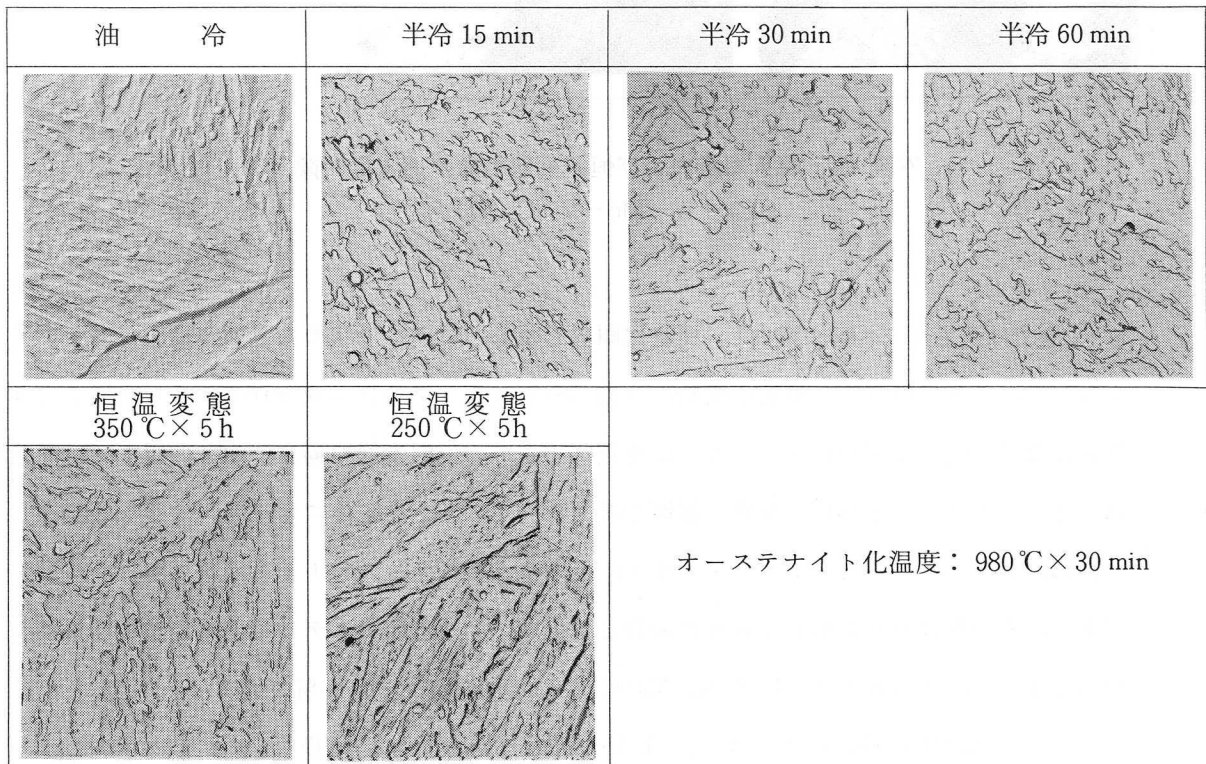 油 冷
半冷 15 min
半冷 30 min
半冷 60 min
恒温変態
350℃×5h
恒温変態
250℃×5h
オーステナイト化温度：980℃×30 min